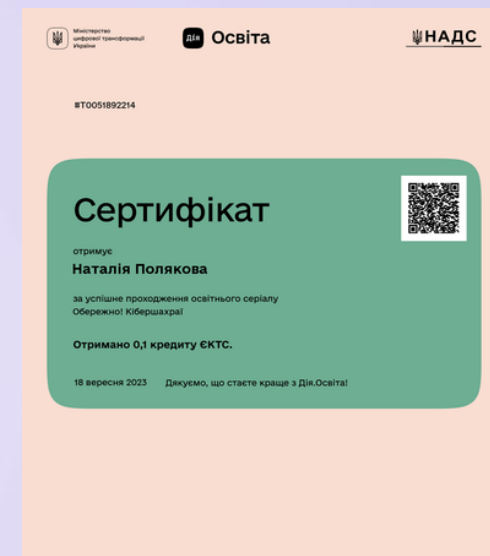 Міністерство
цифрової трансформації
України
Дія Освіта
НАДС
#T0051892214
Сертифікат
отримує
Наталія Полякова
за успішне проходження освітнього серіалу
Обережно! Кібершахраї
Отримано 0,1 кредиту ЄКТС.
18 вересня 2023 Дякуємо, що стаєте краще з Дія.Освіта!